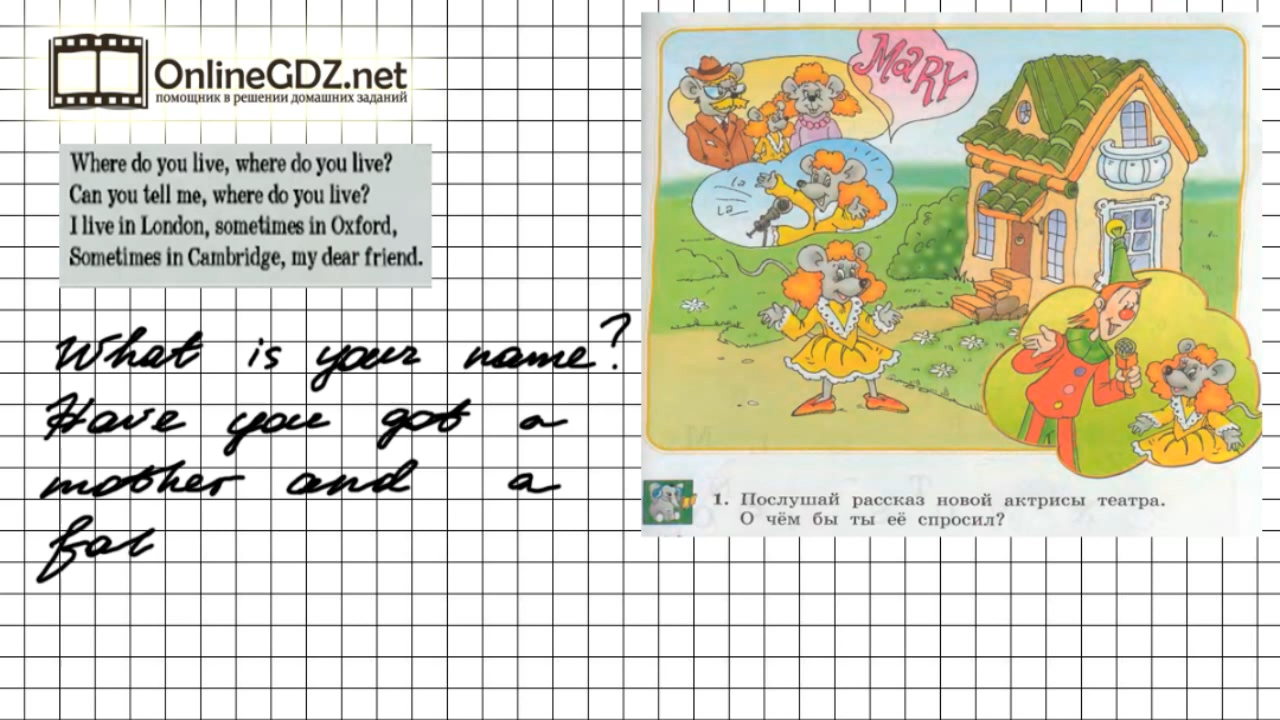 OnlineGDZ.net
помощник в решении домашних заданий
Where do you live, where do you live?
Can you tell me, where do you live?
I live in London, sometimes in Oxford,
Sometimes in Cambridge, my dear friend.
What is your name?
Have you got a
mother and a
fat
MaRY
la
La
1. Послушай рассказ новой актрисы театра.
О чём бы ты её спросил?